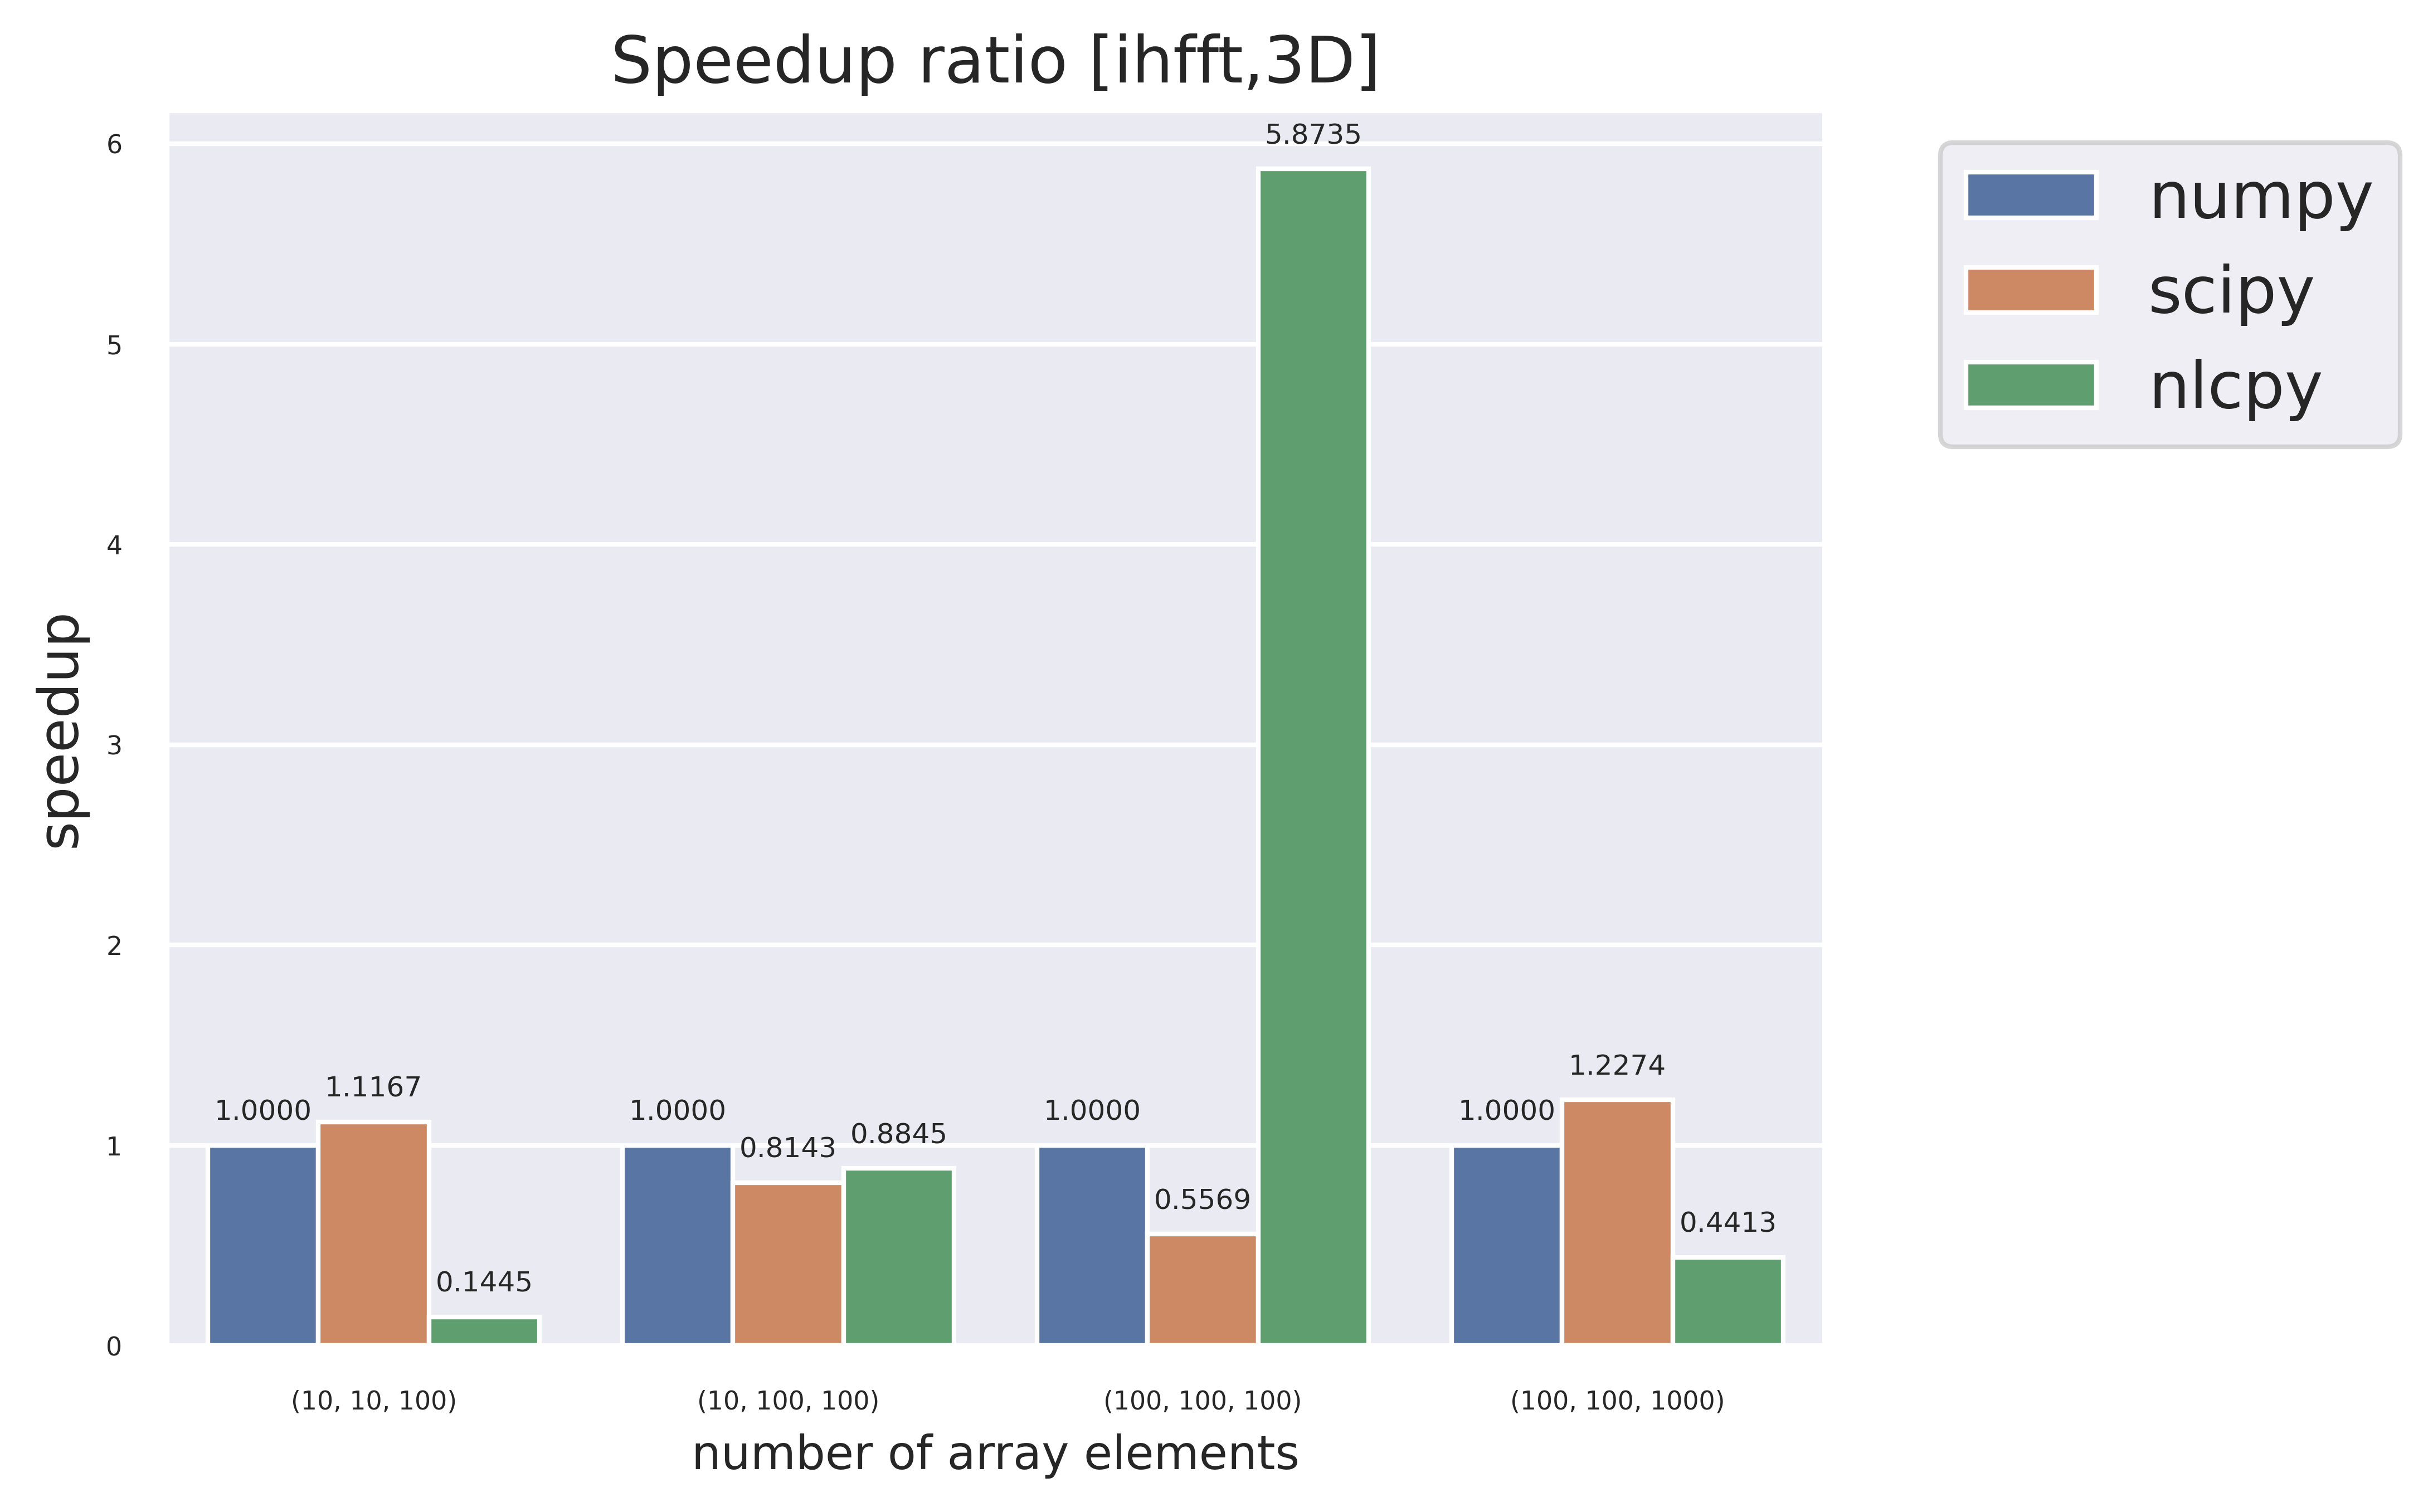 Speedup ratio [ihfft,3D]
numpy
scipy
nlcpy
speedup
6
5
4
3
2
1
0
1.0000
1.1167
0.1445
1.0000
0.8143
0.8845
1.0000
0.5569
5.8735
1.0000
1.2274
0.4413
(10, 10, 100)
(10, 100, 100)
(100, 100, 100)
(100, 100, 1000)
number of array elements